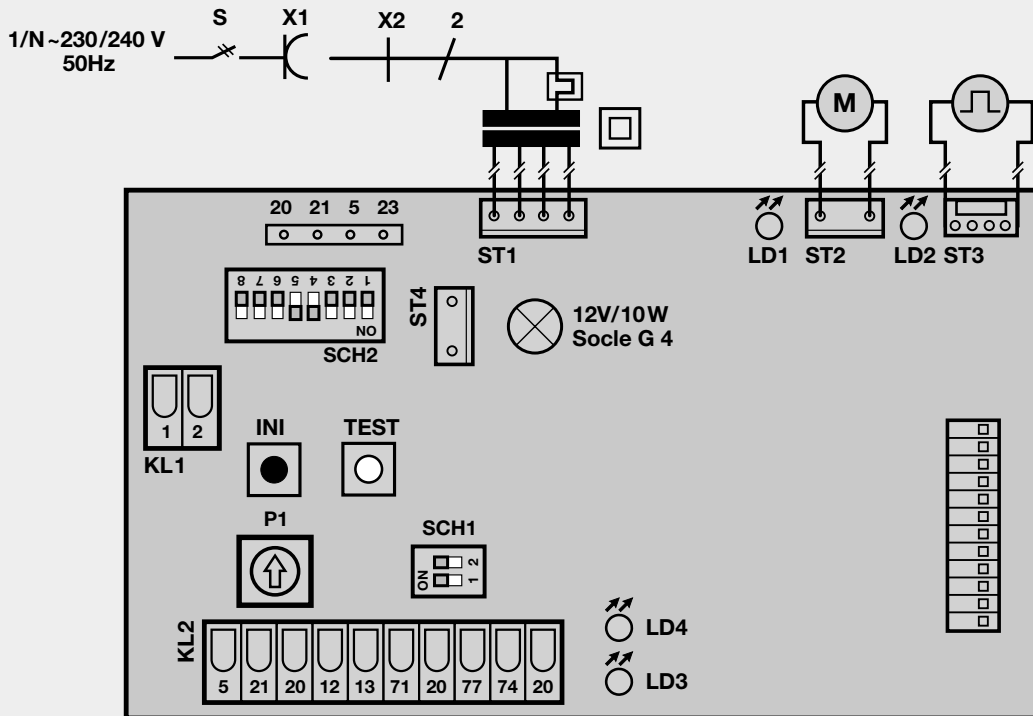 S X1 X2 2
1/N ~230/240 V
50Hz
M
20 21 5 23
ST1
LD1 ST2 LD2 ST3
8 7 6 5 4 3 2 1
ON
SCH2
ST4
12V/10W
Socle G 4
1 2
KL1
INI TEST
P1
SCH1
ON
2
1
KL2
5 21 20 12 13 71 20 77 74 20
LD4
LD3